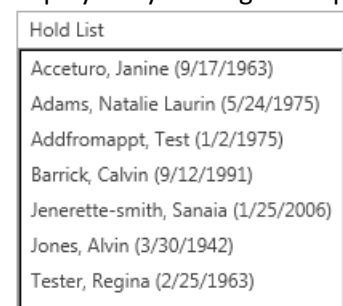 Hold List
Acceturo, Janine (9/17/1963)
Adams, Natalie Laurin (5/24/1975)
Addfromappt, Test (1/2/1975)
Barrick, Calvin (9/12/1991)
Jenerette-smith, Sanaia (1/25/2006)
Jones, Alvin (3/30/1942)
Tester, Regina (2/25/1963)